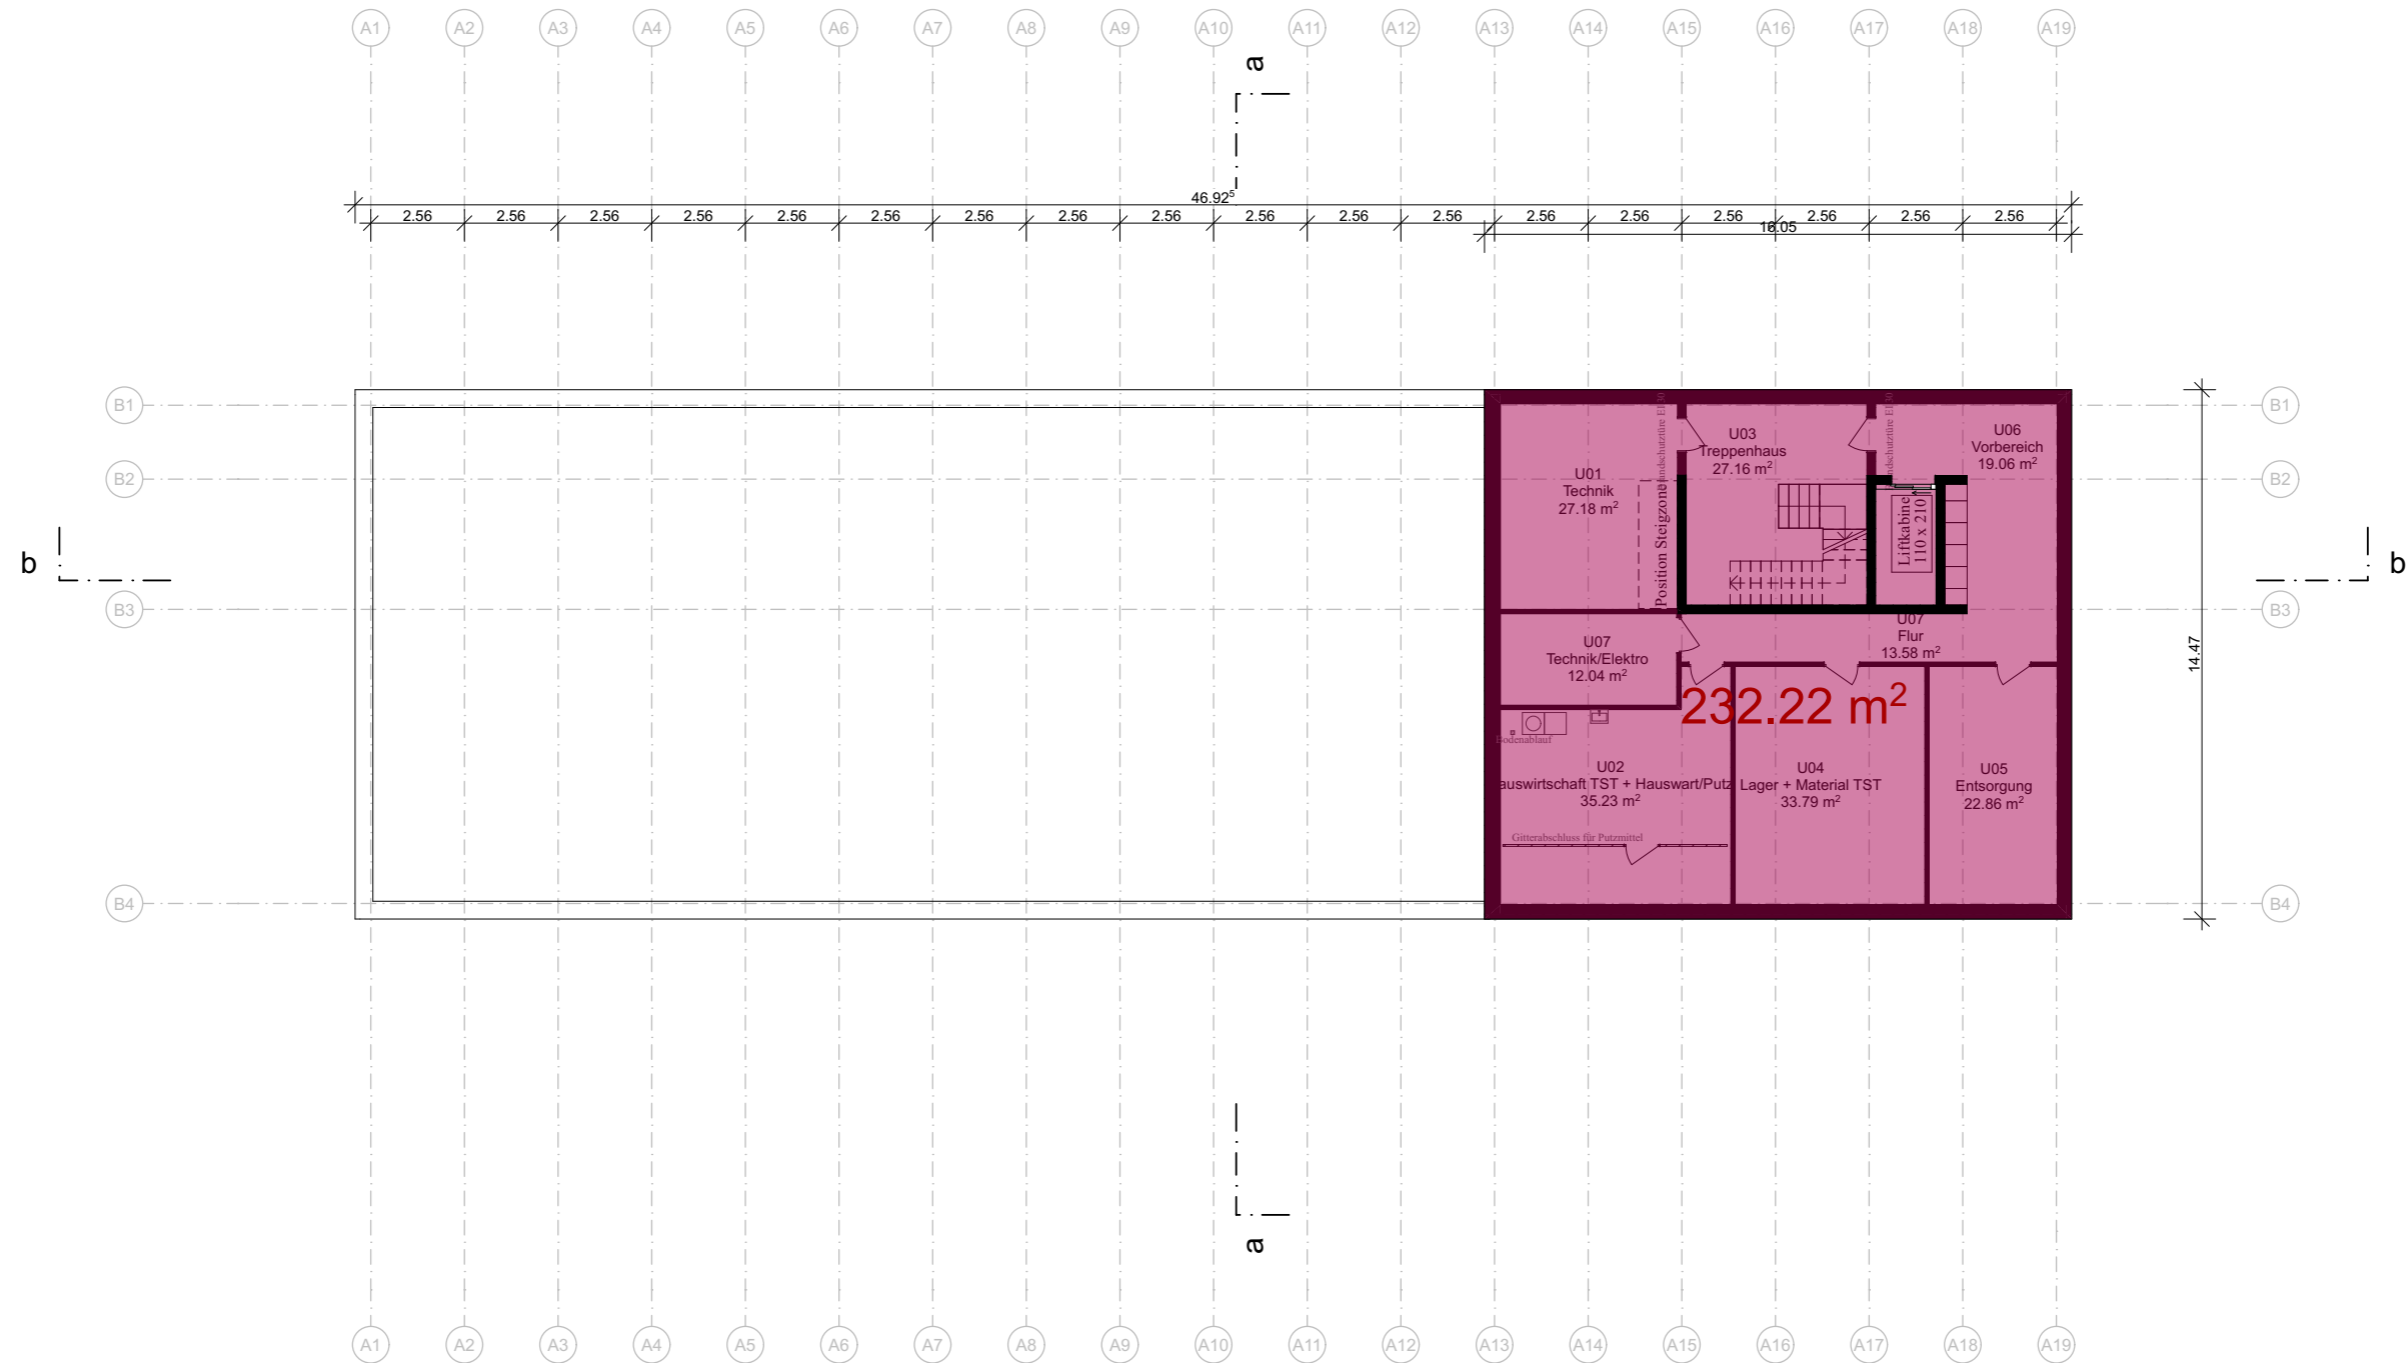 A1 A2 A3 A4 A5 A6 A7 A8 A9 A10 A11 A12 A13 A14 A15 A16 A17 A18 A19
a
46.92⁵
2.56 2.56 2.56 2.56 2.56 2.56 2.56 2.56 2.56 2.56 2.56 2.56 2.56 2.56 2.56 2.56 2.56 2.56
16.05
B1 B1
B2 B2
B3 B3
B4 B4
b b
14.47
U01
Technik
27.18 m²
Position Steigzone
U03
Treppenhaus
27.16 m²
U06
Vorbereich
19.06 m²
Liftkabine
110 x 210
U07
Flur
13.58 m²
U07
Technik/Elektro
12.04 m²
232.22 m²
Bodenablauf
U02
auswirtschaft TST + Hauswart/Putz
35.23 m²
Gitterabschluss für Putzmittel
U04
Lager + Material TST
33.79 m²
U05
Entsorgung
22.86 m²
a
A1 A2 A3 A4 A5 A6 A7 A8 A9 A10 A11 A12 A13 A14 A15 A16 A17 A18 A19